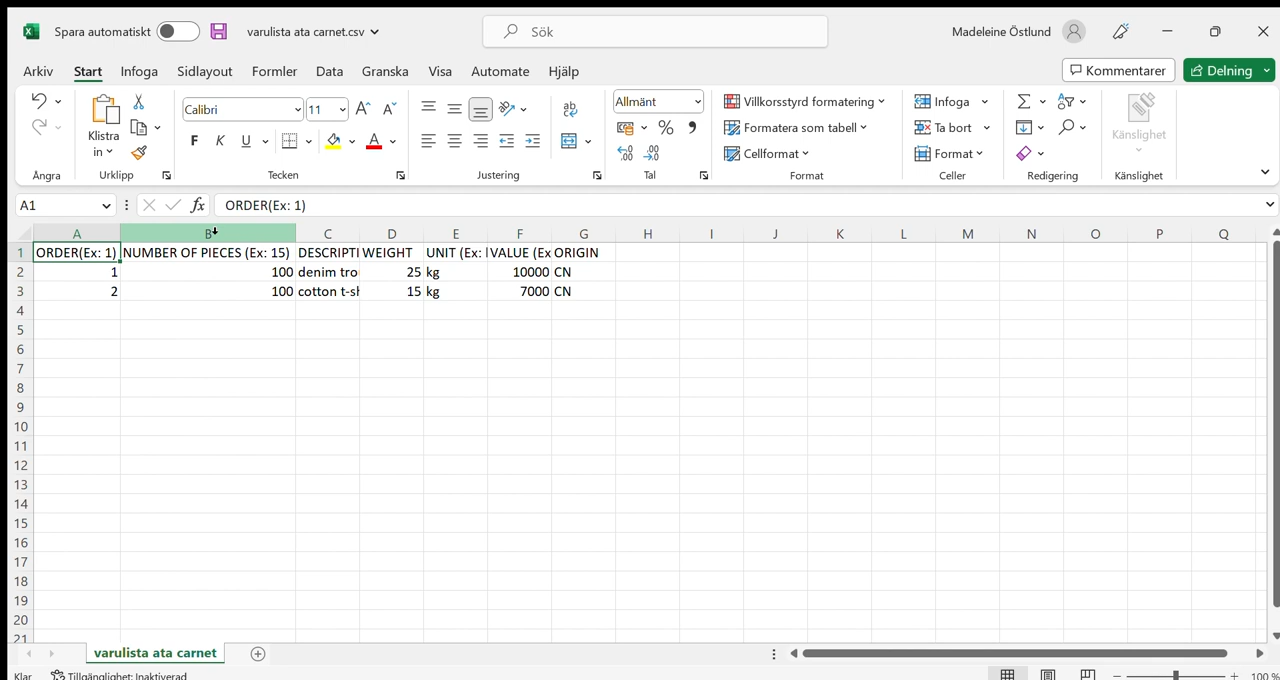 Spara automatiskt varulista ata carnet.csv Sök Madeleine Östlund
Arkiv Start Infoga Sidlayout Formler Data Granska Visa Automate Hjälp Kommentarer Delning
Calibri 11 Allmänt Villkorsstyrd formatering Infoga
Klistra in F K U A % Formatera som tabell Ta bort Känslighet
Cellformat Format
Ångra Urklipp Tecken Justering Tal Format Celler Redigering Känslighet
A1 fx ORDER(Ex: 1)
A B C D E F G H I J K L M N O P Q
1 ORDER(Ex: 1) NUMBER OF PIECES (Ex: 15) DESCRIPTI WEIGHT UNIT (Ex: VALUE (Ex ORIGIN
2 1 100 denim tro 25 kg 10000 CN
3 2 100 cotton t-sh 15 kg 7000 CN
4
5
6
7
8
9
10
11
12
13
14
15
16
17
18
19
20
21
varulista ata carnet
Klar Tillgänglighet: Inaktiverad 100 %